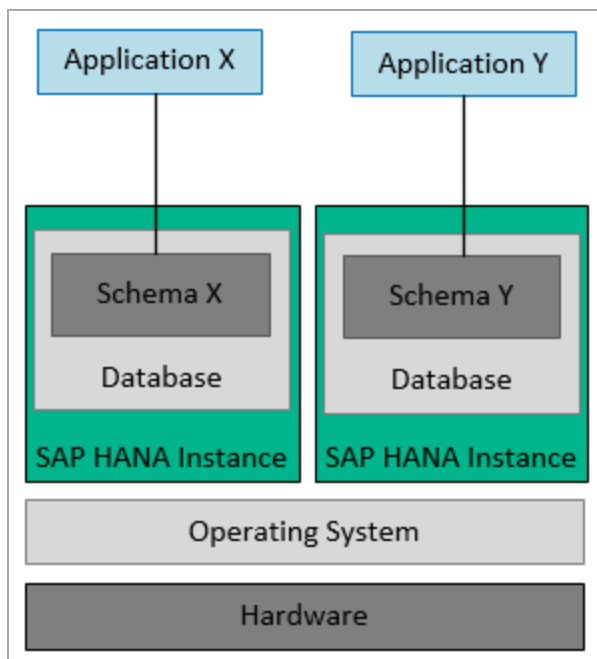 Application X
Application Y
Schema X
Schema Y
Database
Database
SAP HANA Instance
SAP HANA Instance
Operating System
Hardware